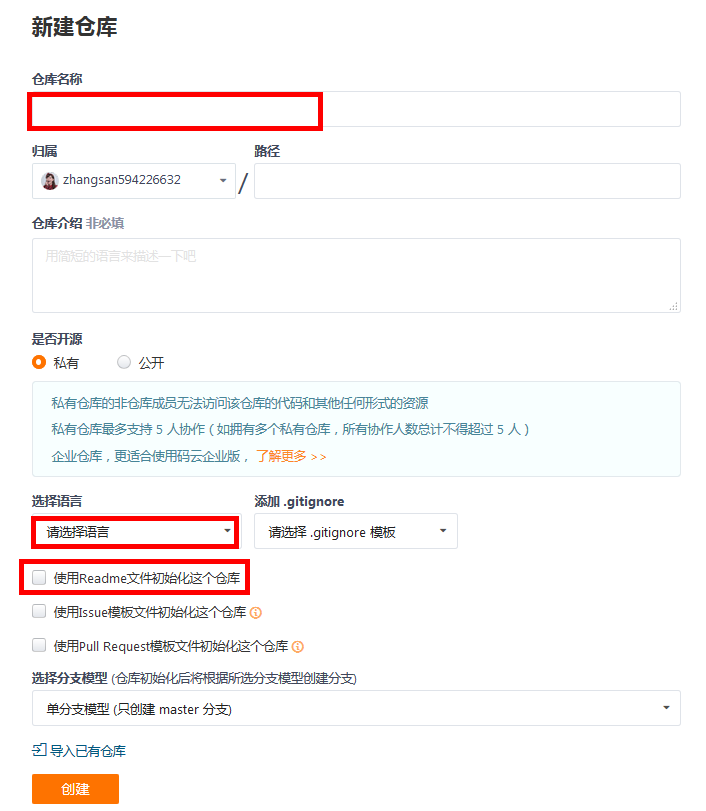 新建仓库
仓库名称
归属 路径
zhangsan594226632 /
仓库介绍 非必填
用简短的语言来描述一下吧
是否开源
私有 公开
私有仓库的非仓库成员无法访问该仓库的代码和其他任何形式的资源
私有仓库最多支持 5 人协作（如拥有多个私有仓库，所有协作人数总计不得超过 5 人）
企业仓库，更适合使用码云企业版， 了解更多 >>
选择语言 添加 .gitignore
请选择语言 请选择 .gitignore 模板
使用Readme文件初始化这个仓库
使用Issue模板文件初始化这个仓库
使用Pull Request模板文件初始化这个仓库
选择分支模型 (仓库初始化后将根据所选分支模型创建分支)
单分支模型 (只创建 master 分支)
导入已有仓库
创建